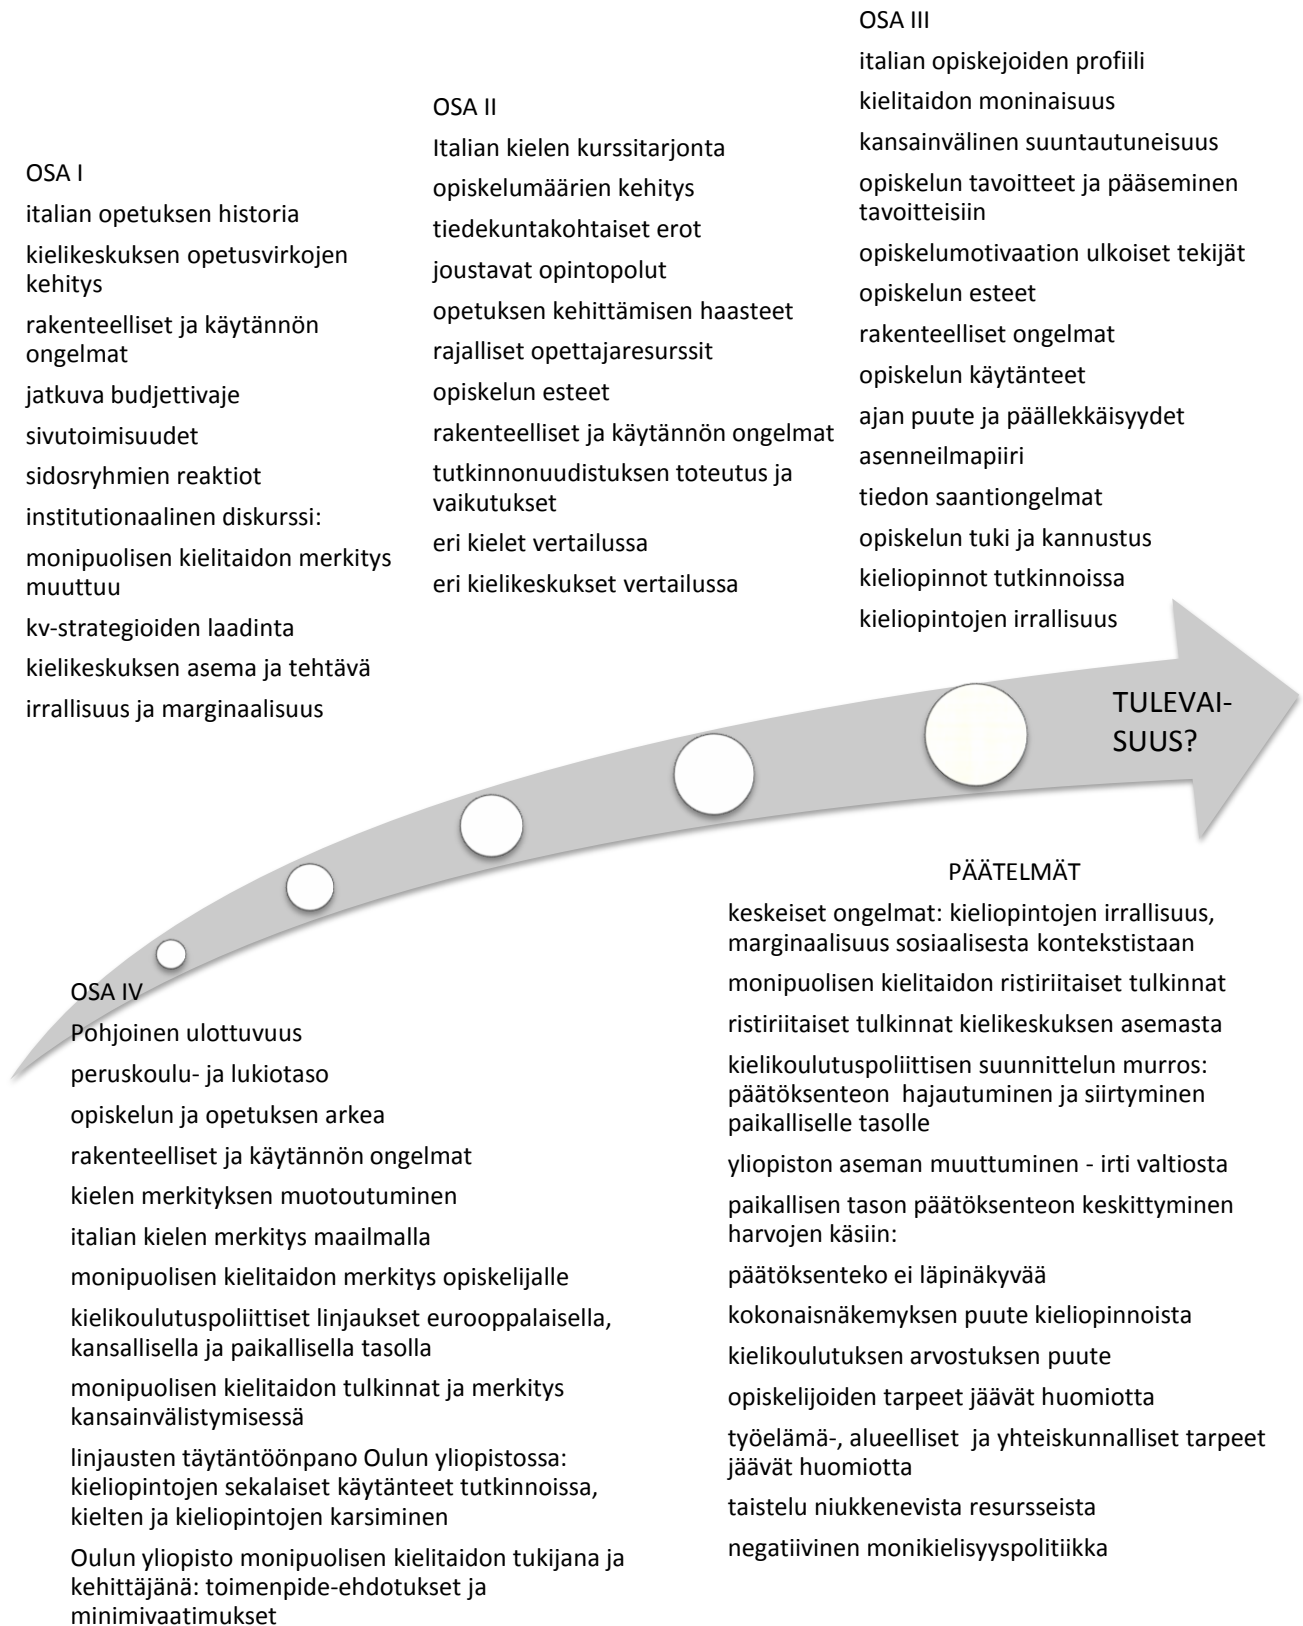 OSA I
italian opetuksen historia
kielikeskuksen opetusvirkojen
kehitys
rakenteelliset ja käytännön
ongelmat
jatkuva budjettivaje
sivutoimisuudet
sidosryhmien reaktiot
institutionaalinen diskurssi:
monipuolisen kielitaidon merkitys
muuttuu
kv-strategioiden laadinta
kielikeskuksen asema ja tehtävä
irrallisuus ja marginaalisuus
OSA II
Italian kielen kurssitarjonta
opiskelumäärien kehitys
tiedekuntakohtaiset erot
joustavat opintopolut
opetuksen kehittämisen haasteet
rajalliset opettajaresurssit
opiskelun esteet
rakenteelliset ja käytännön ongelmat
tutkinnonuudistuksen toteutus ja
vaikutukset
eri kielet vertailussa
eri kielikeskukset vertailussa
OSA III
italian opiskejoiden profiili
kielitaidon moninaisuus
kansainvälinen suuntautuneisuus
opiskelun tavoitteet ja pääseminen
tavoitteisiin
opiskelumotivaation ulkoiset tekijät
opiskelun esteet
rakenteelliset ongelmat
opiskelun käytänteet
ajan puute ja päällekkäisyydet
asenneilmapiiri
tiedon saantiongelmat
opiskelun tuki ja kannustus
kieliopinnot tutkinnoissa
kieliopintojen irrallisuus
TULEVAI-
SUUS?
OSA IV
Pohjoinen ulottuvuus
peruskoulu- ja lukiotaso
opiskelun ja opetuksen arkea
rakenteelliset ja käytännön ongelmat
kielen merkityksen muotoutuminen
italian kielen merkitys maailmalla
monipuolisen kielitaidon merkitys opiskelijalle
kielikoulutuspoliittiset linjaukset eurooppalaisella,
kansallisella ja paikallisella tasolla
monipuolisen kielitaidon tulkinnat ja merkitys
kansainvälistymisessä
linjausten täytäntöönpano Oulun yliopistossa:
kieliopintojen sekalaiset käytänteet tutkinnoissa,
kielten ja kieliopintojen karsiminen
Oulun yliopisto monipuolisen kielitaidon tukijana ja
kehittäjänä: toimenpide-ehdotukset ja
minimivaatimukset
PÄÄTELMÄT
keskeiset ongelmat: kieliopintojen irrallisuus,
marginaalisuus sosiaalisesta kontekstistaan
monipuolisen kielitaidon ristiriitaiset tulkinnat
ristiriitaiset tulkinnat kielikeskuksen asemasta
kielikoulutuspoliittisen suunnittelun murros:
päätöksenteon hajautuminen ja siirtyminen
paikalliselle tasolle
yliopiston aseman muuttuminen - irti valtiosta
paikallisen tason päätöksenteon keskittyminen
harvojen käsiin:
päätöksenteko ei läpinäkyvää
kokonaisnäkemyksen puute kieliopinnoista
kielikoulutuksen arvostuksen puute
opiskelijoiden tarpeet jäävät huomiotta
työelämä-, alueelliset ja yhteiskunnalliset tarpeet
jäävät huomiotta
taistelu niukkenevista resursseista
negatiivinen monikielisyyspolitiikka